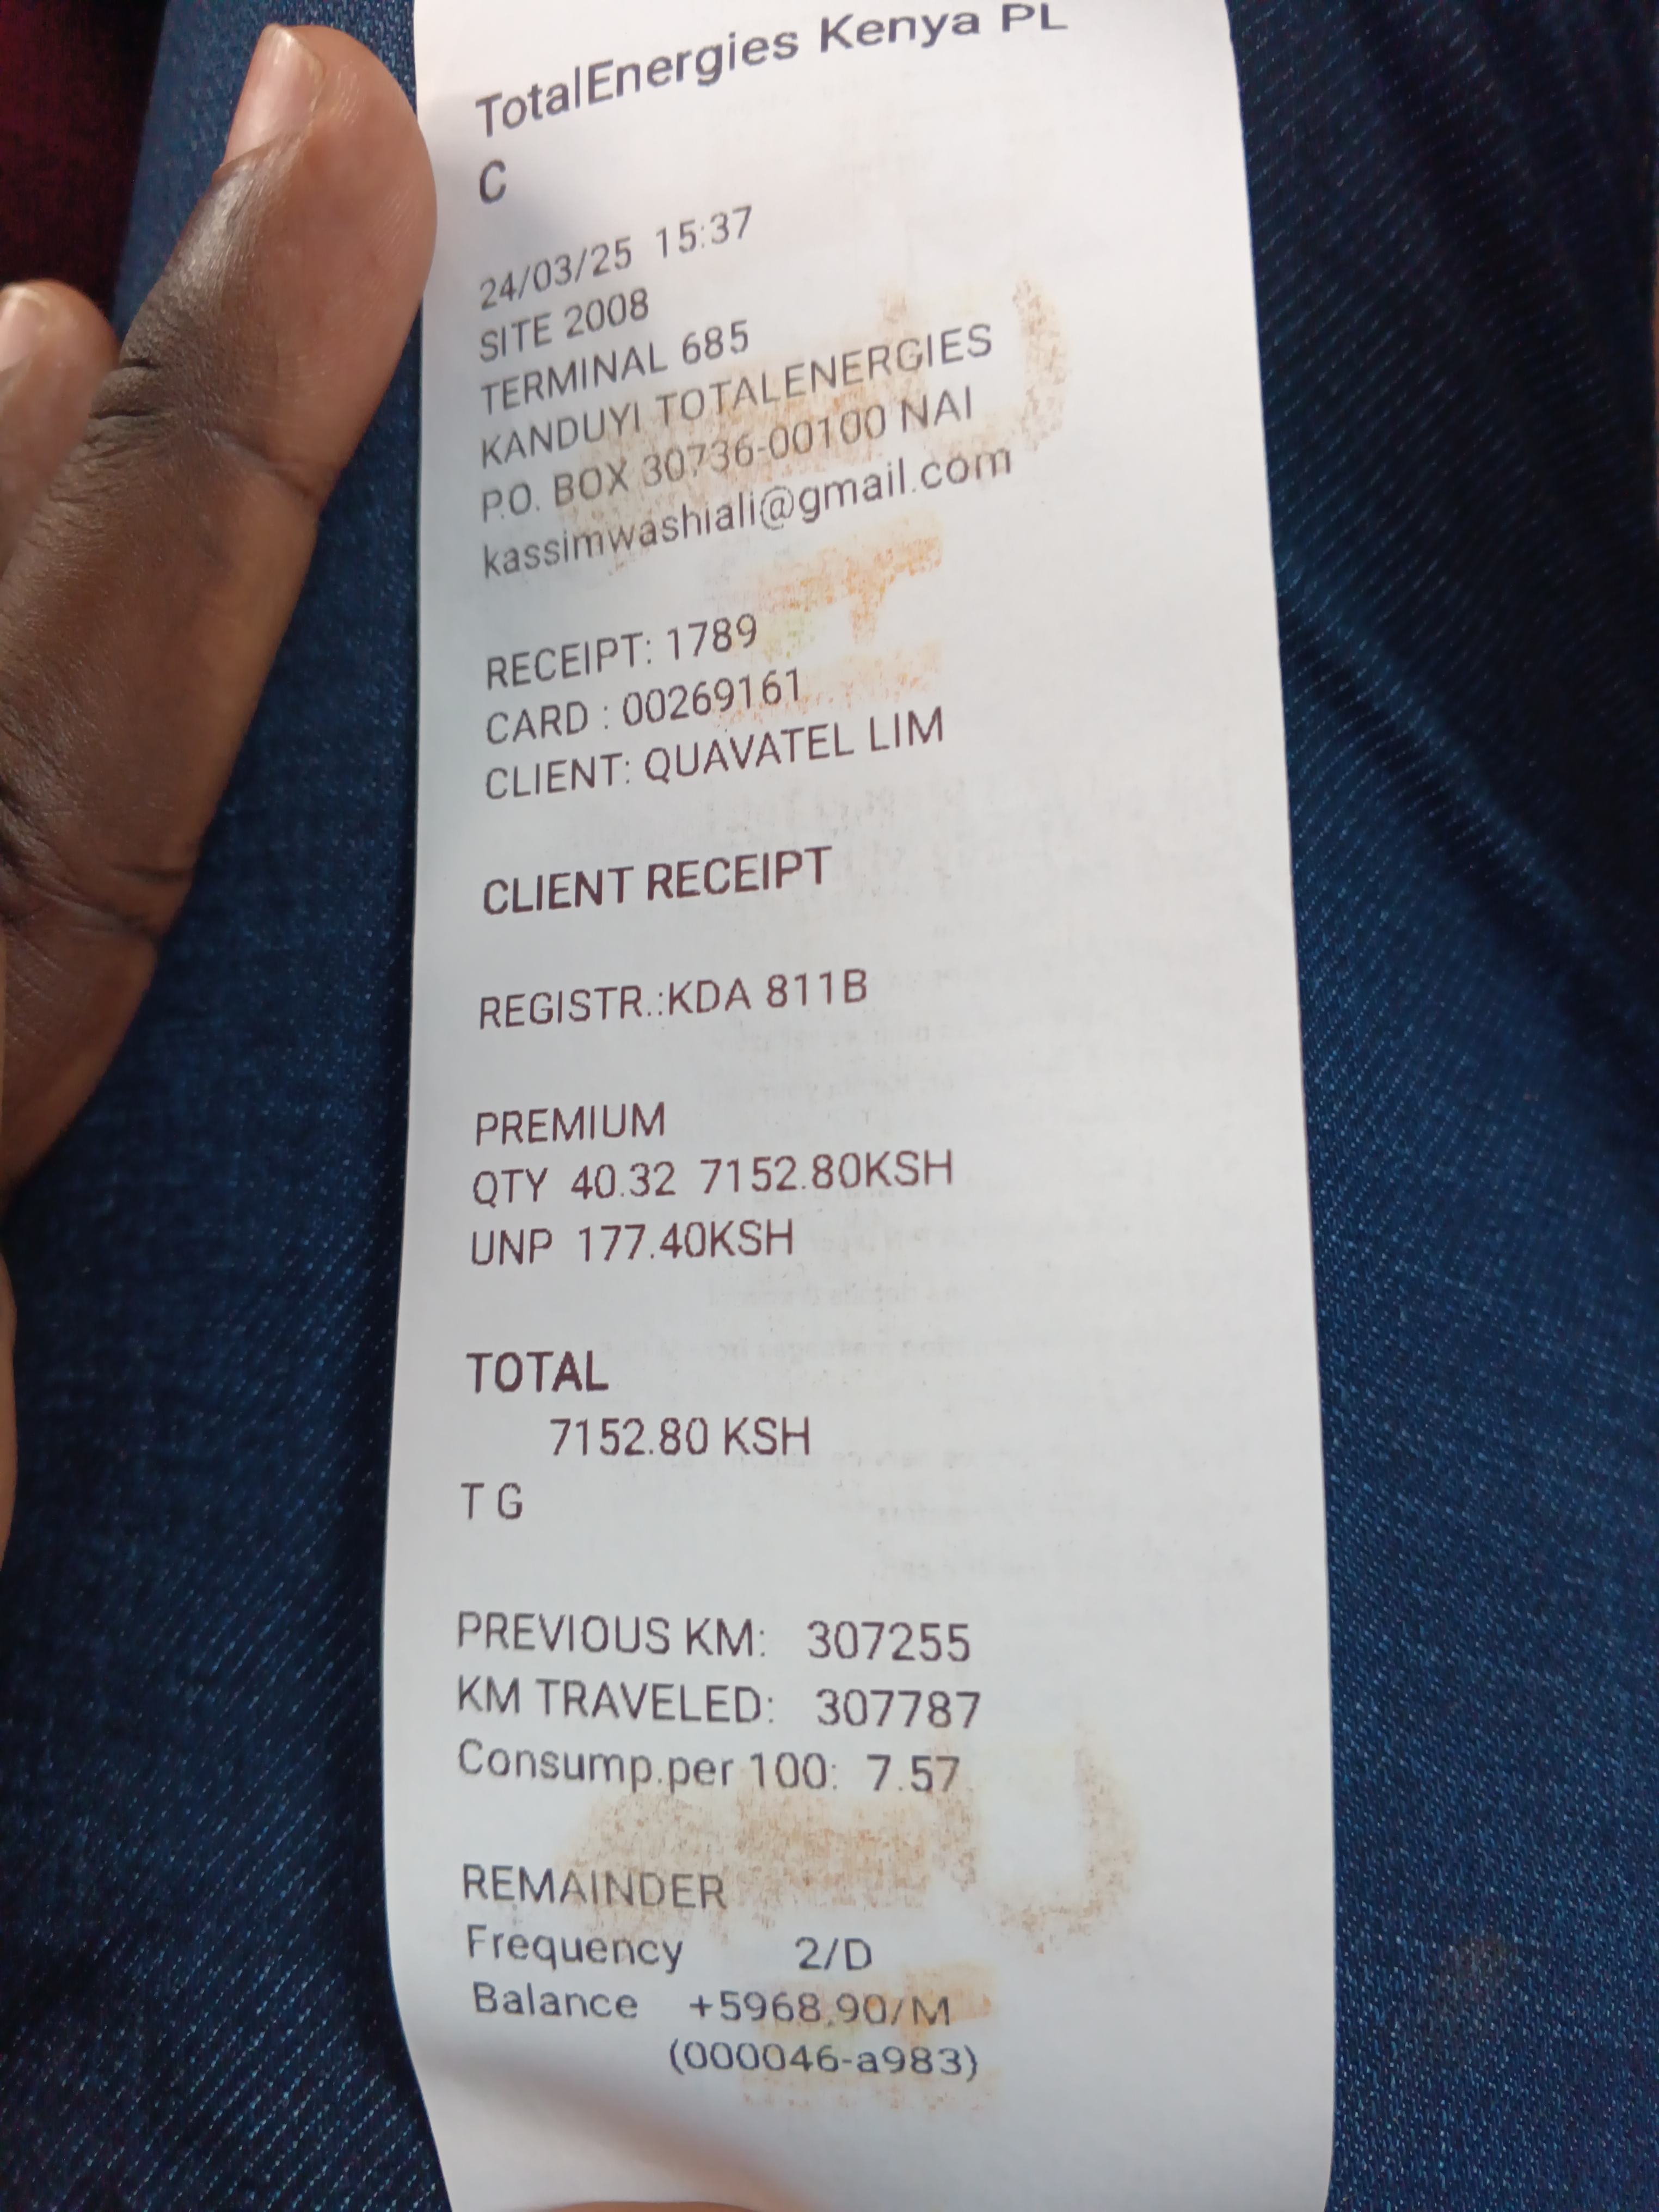 TotalEnergies Kenya PL
C
24/03/25 15:37
SITE 2008
TERMINAL 685
KANDUYI TOTALENERGIES
P.O. BOX 30736-00100 NAI
kassimwashiali@gmail.com
RECEIPT: 1789
CARD : 00269161
CLIENT: QUAVATEL LIM
CLIENT RECEIPT
REGISTR.:KDA 811B
PREMIUM
QTY 40.32 7152.80KSH
UNP 177.40KSH
TOTAL
7152.80 KSH
T G
PREVIOUS KM: 307255
KM TRAVELED: 307787
Consump.per 100: 7.57
REMAINDER
Frequency 2/D
Balance +5968.90/M
(000046-a983)